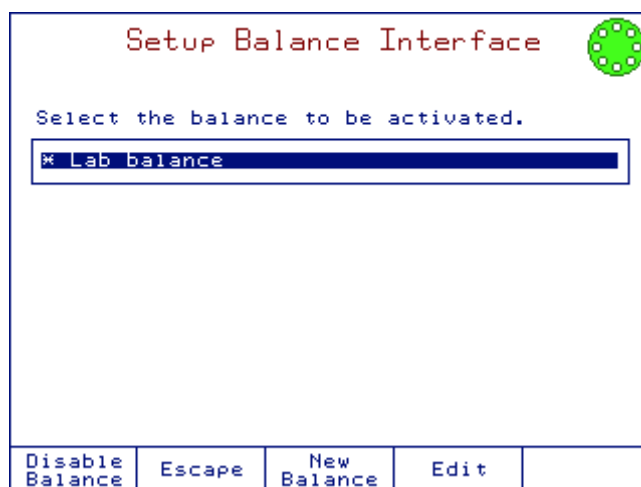 Setup Balance Interface
Select the balance to be activated.
* Lab balance
Disable
Balance
Escape
New
Balance
Edit